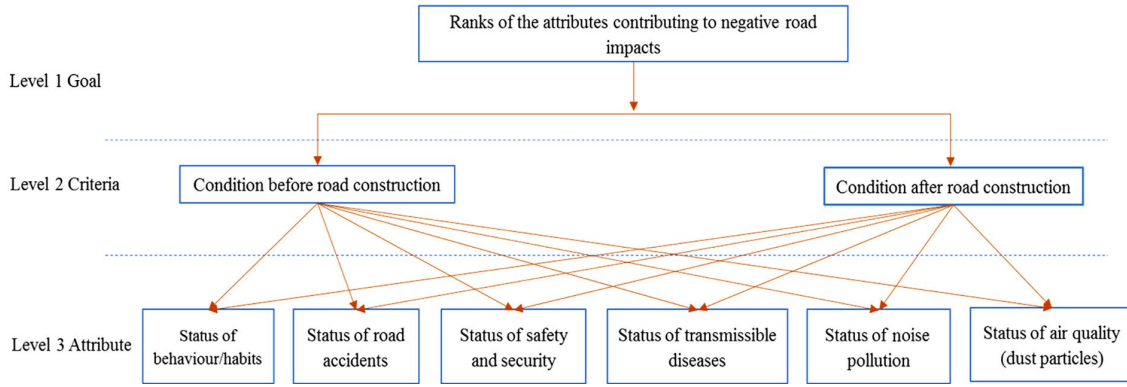 Ranks of the attributes contributing to negative road
impacts
Level 1 Goal
Level 2 Criteria
Condition before road construction
Condition after road construction
Level 3 Attribute
Status of
behaviour/habits
Status of road
accidents
Status of safety
and security
Status of transmissible
diseases
Status of noise
pollution
Status of air quality
(dust particles)